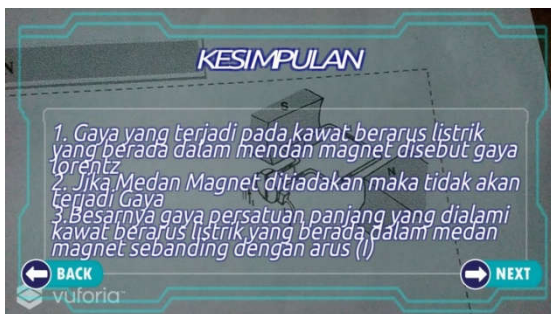 KESIMPULAN
N
S
1. Gaya yang terjadi pada kawat berarus listrik
yang berada dalam mendan magnet disebut gaya
lorentz
2. Jika Medan Magnet ditiadakan maka tidak akan
terjadi Gaya
3.Besarnya gaya persatuan panjang yang dialami
kawat berarus listrik yang berada dalam medan
magnet sebanding dengan arus (I)
N
BACK
NEXT
vuforia™